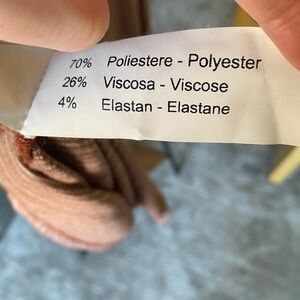 70% Poliestere - Polyester
26% Viscosa - Viscose
4% Elastan - Elastane